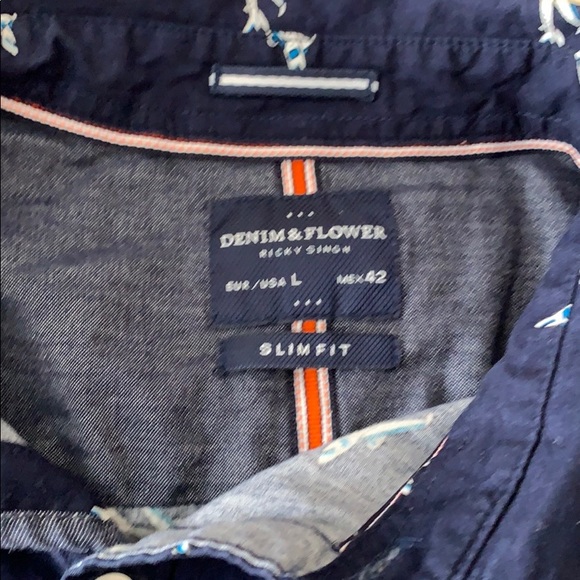 DENIM & FLOWER
RICKY SINGH
EUR/USA L MEX 42
SLIM FIT